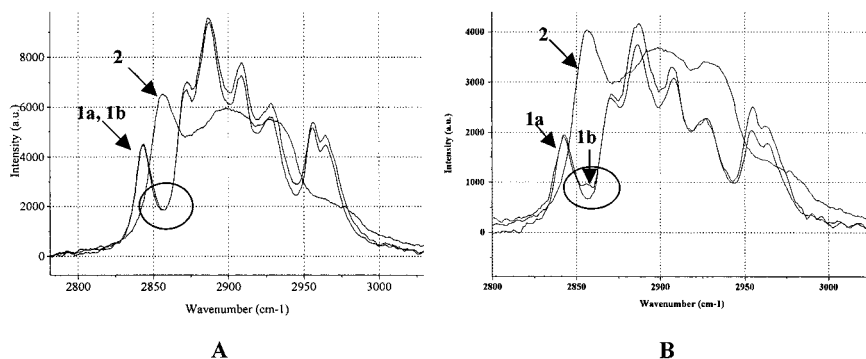 8000
6000
4000
2000
0
Intensity (a.u.)
2
1a, 1b
2800 2850 2900 2950 3000
Wavenumber (cm-1)
A
4000
3000
2000
1000
0
Intensity (a.u.)
2
1a
1b
2800 2850 2900 2950 3000
Wavenumber (cm-1)
B